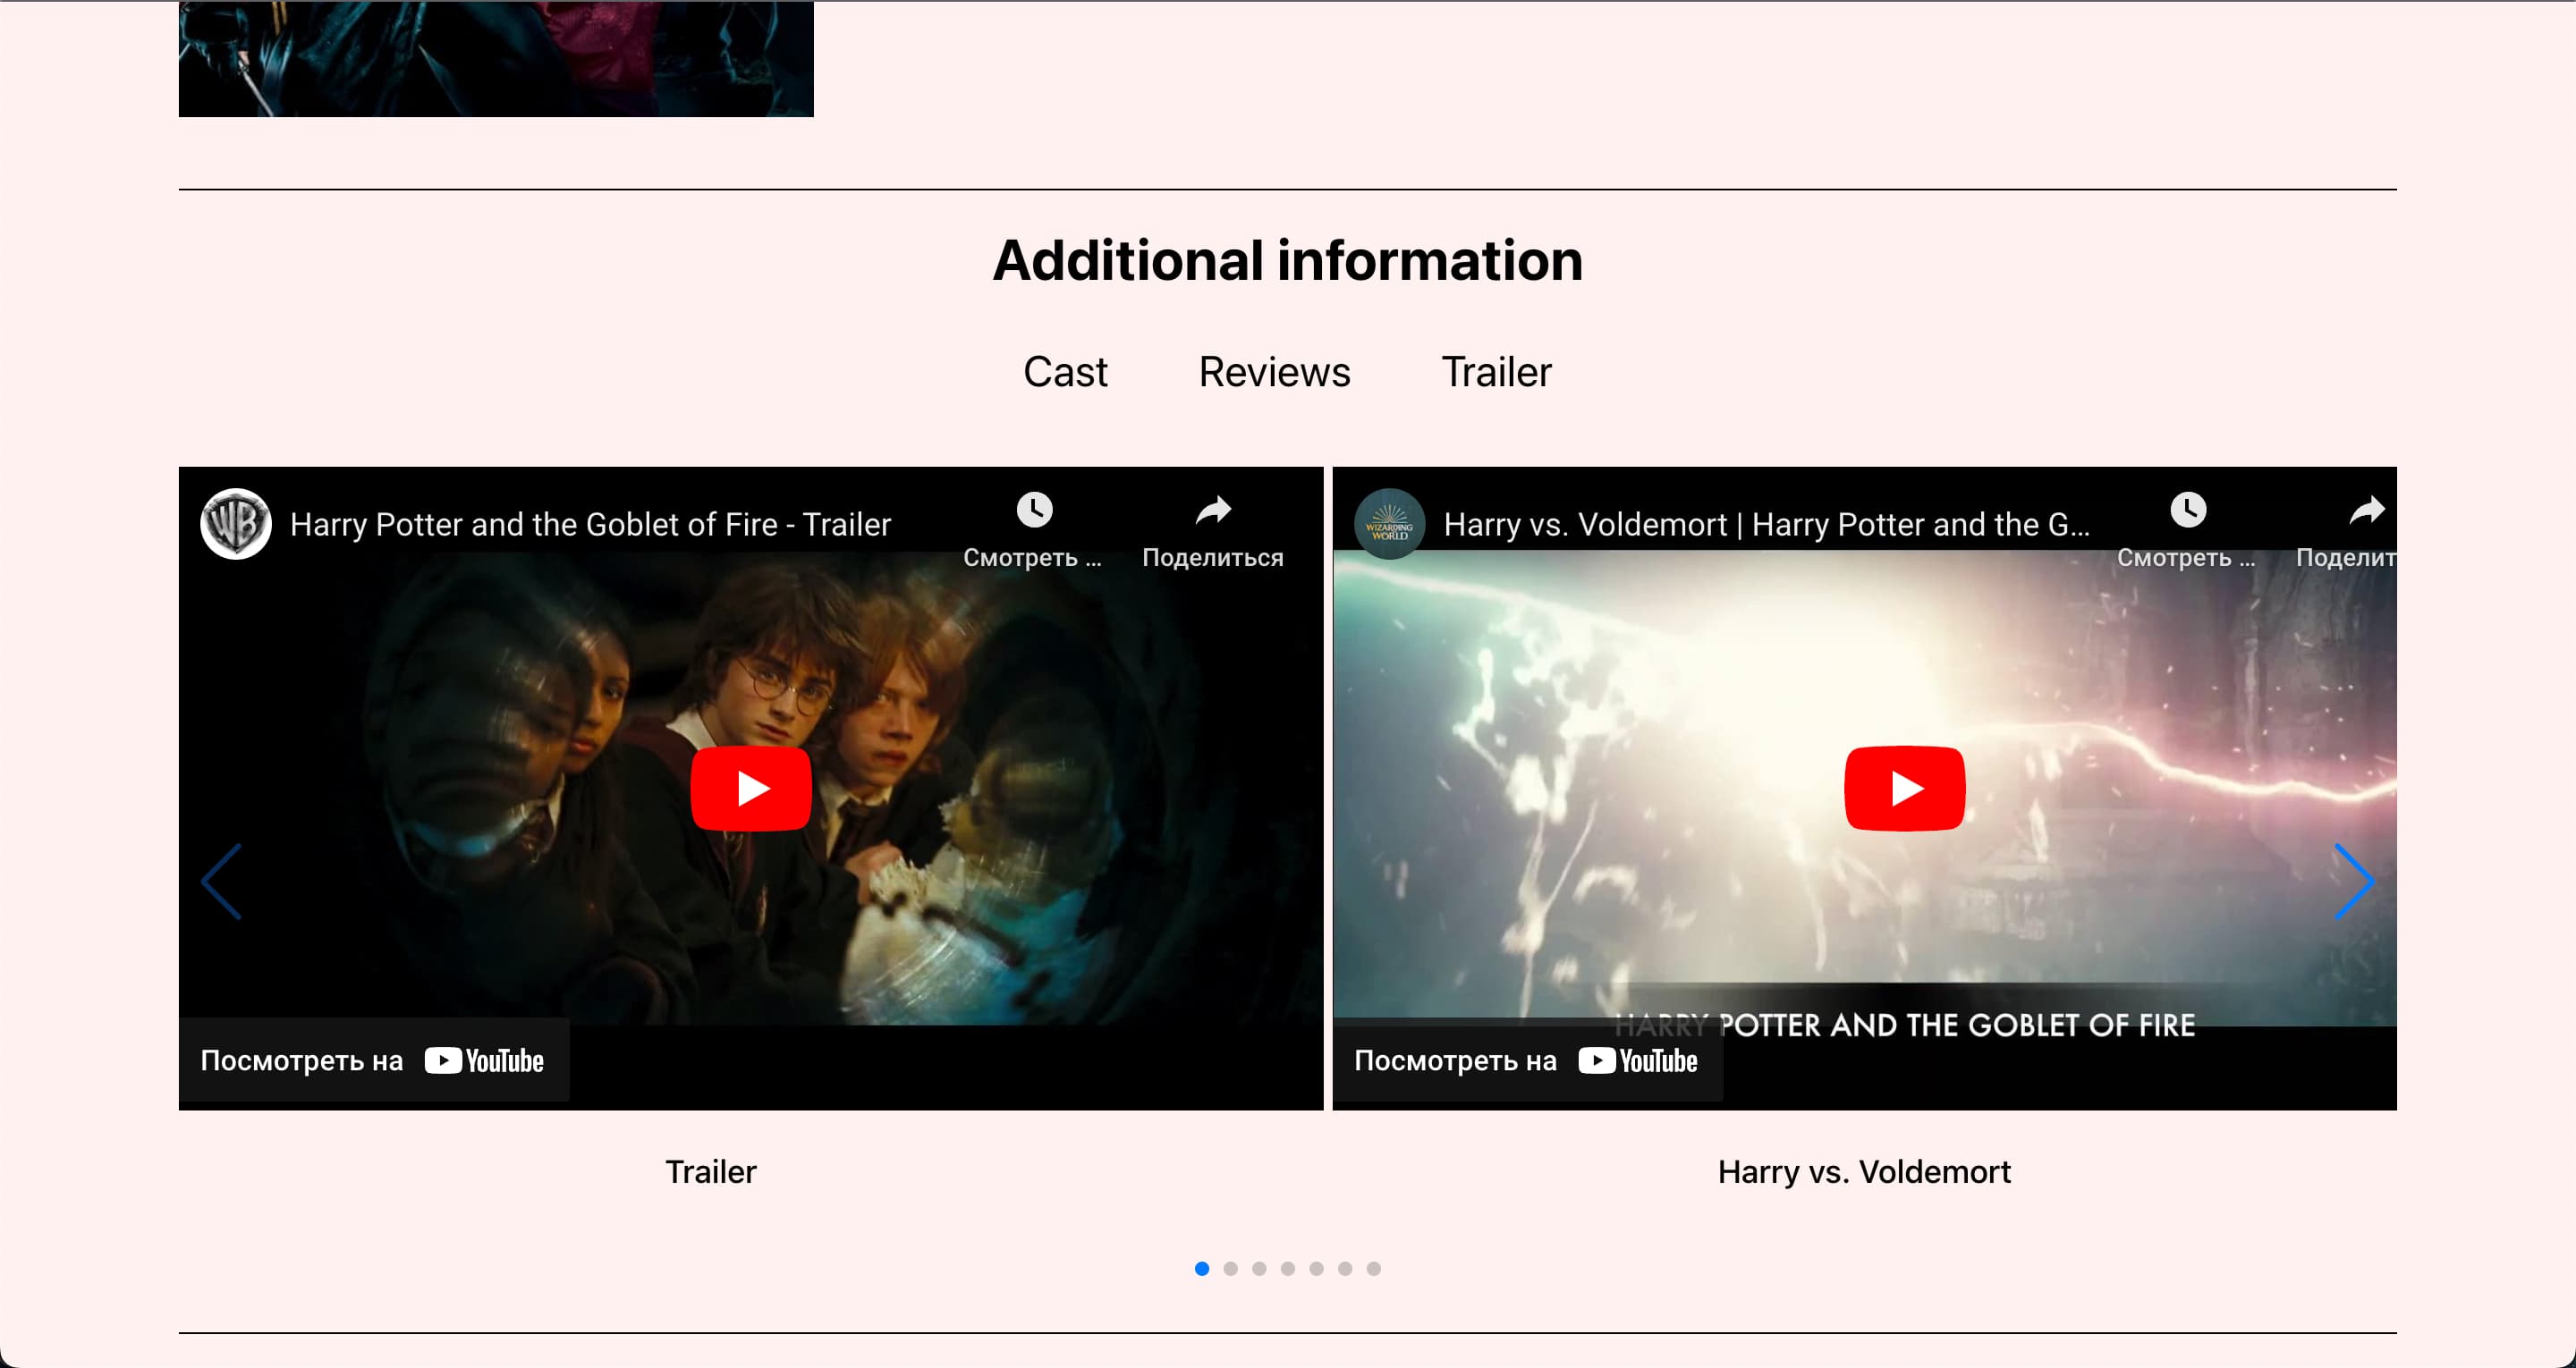 Additional information
Cast Reviews Trailer
WB
Harry Potter and the Goblet of Fire - Trailer
Смотреть ...
Поделиться
Посмотреть на YouTube
WIZARDING
WORLD
Harry vs. Voldemort | Harry Potter and the G...
Смотреть ...
Поделит
HARRY POTTER AND THE GOBLET OF FIRE
Посмотреть на YouTube
Trailer
Harry vs. Voldemort